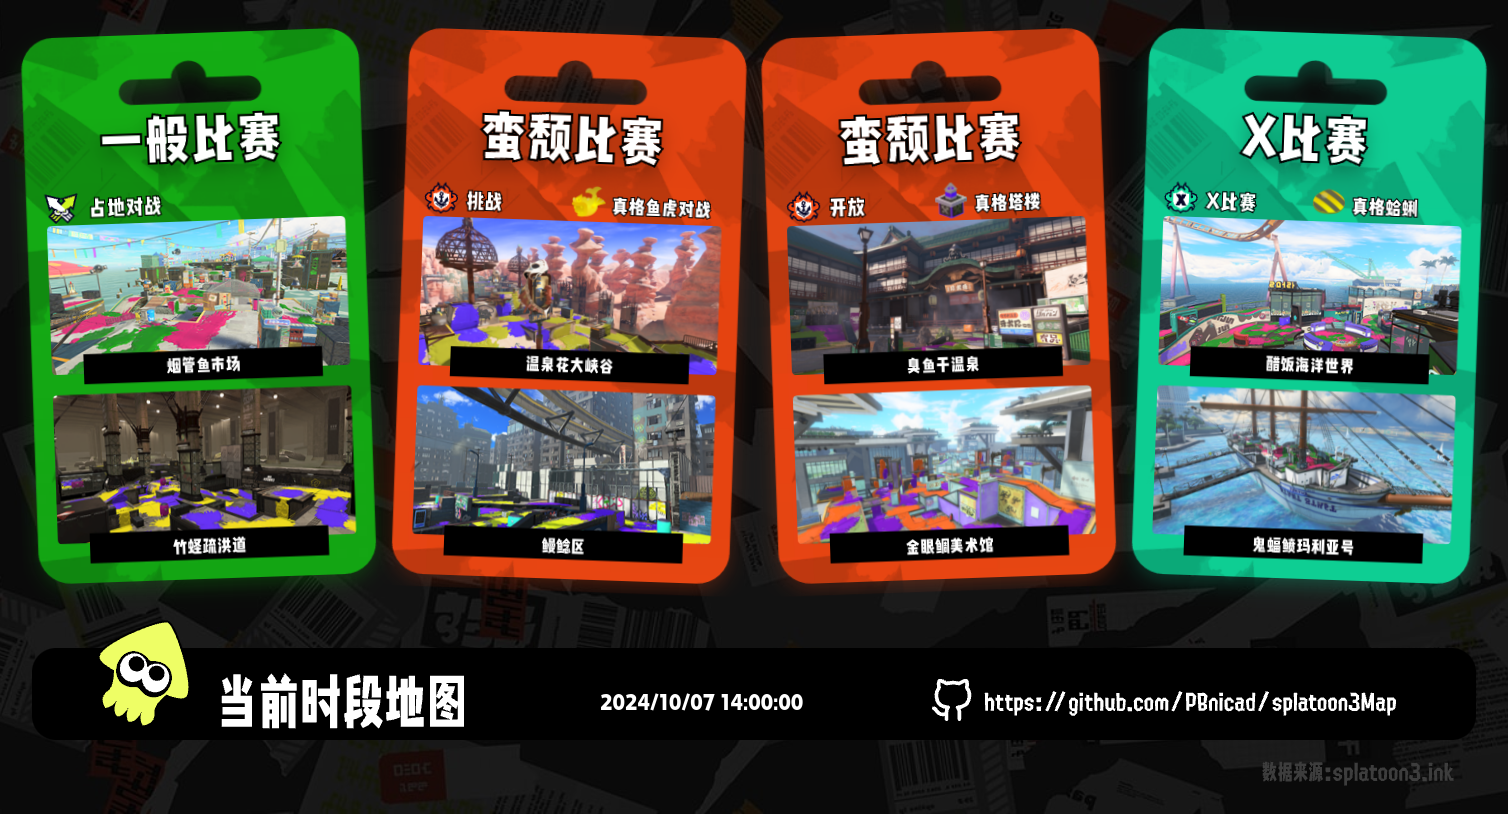 一般比赛
占地对战
烟管鱼市场
竹蛏疏洪道
蛮颓比赛
挑战
真格鱼虎对战
温泉花大峡谷
鳗鲶区
蛮颓比赛
开放
真格塔楼
臭鱼干温泉
金眼鲷美术馆
X比赛
X比赛
真格蛤蜊
醋饭海洋世界
鬼蝠鲼玛利亚号
当前时段地图
2024/10/07 14:00:00
https://github.com/PBnicad/splatoon3Map
数据来源:splatoon3.ink